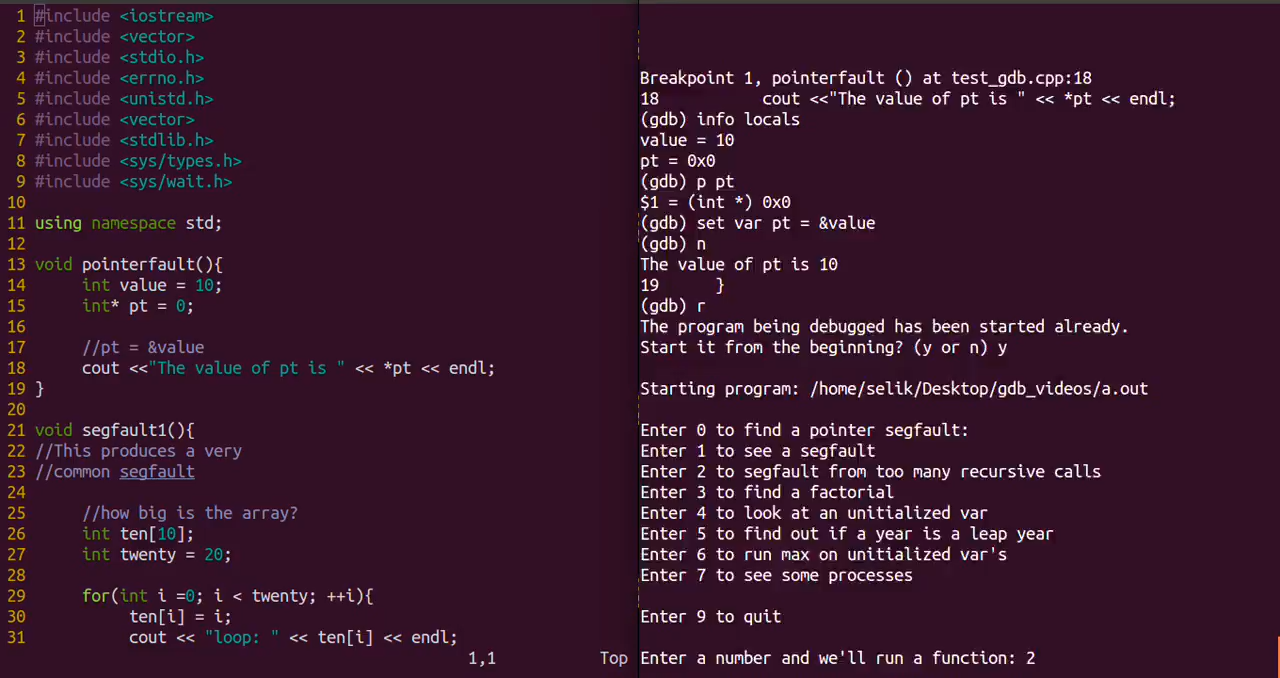 1 #include <iostream>
2 #include <vector>
3 #include <stdio.h>
4 #include <errno.h>
5 #include <unistd.h>
6 #include <vector>
7 #include <stdlib.h>
8 #include <sys/types.h>
9 #include <sys/wait.h>
10
11 using namespace std;
12
13 void pointerfault(){
14 int value = 10;
15 int* pt = 0;
16
17 //pt = &value
18 cout <<"The value of pt is " << *pt << endl;
19 }
20
21 void segfault1(){
22 //This produces a very
23 //common segfault
24
25 //how big is the array?
26 int ten[10];
27 int twenty = 20;
28
29 for(int i =0; i < twenty; ++i){
30 ten[i] = i;
31 cout << "loop: " << ten[i] << endl;
1,1 Top
Breakpoint 1, pointerfault () at test_gdb.cpp:18
18 cout <<"The value of pt is " << *pt << endl;
(gdb) info locals
value = 10
pt = 0x0
(gdb) p pt
$1 = (int *) 0x0
(gdb) set var pt = &value
(gdb) n
The value of pt is 10
19 }
(gdb) r
The program being debugged has been started already.
Start it from the beginning? (y or n) y
Starting program: /home/selik/Desktop/gdb_videos/a.out
Enter 0 to find a pointer segfault:
Enter 1 to see a segfault
Enter 2 to segfault from too many recursive calls
Enter 3 to find a factorial
Enter 4 to look at an unitialized var
Enter 5 to find out if a year is a leap year
Enter 6 to run max on unitialized var's
Enter 7 to see some processes
Enter 9 to quit
Enter a number and we'll run a function: 2